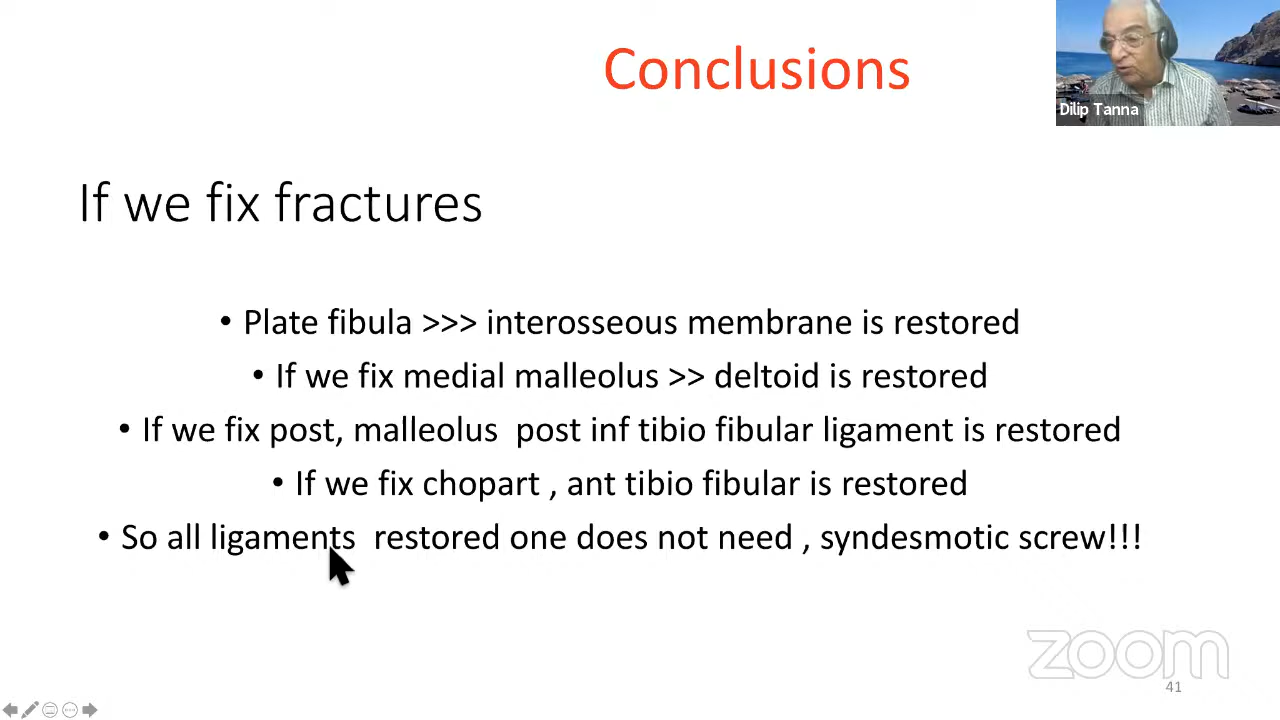 Conclusions
Dilip Tanna
If we fix fractures
• Plate fibula >>> interosseous membrane is restored
• If we fix medial malleolus >> deltoid is restored
• If we fix post, malleolus  post inf tibio fibular ligament is restored
• If we fix chopart , ant tibio fibular is restored
• So all ligaments  restored one does not need , syndesmotic screw!!!
zoom
41